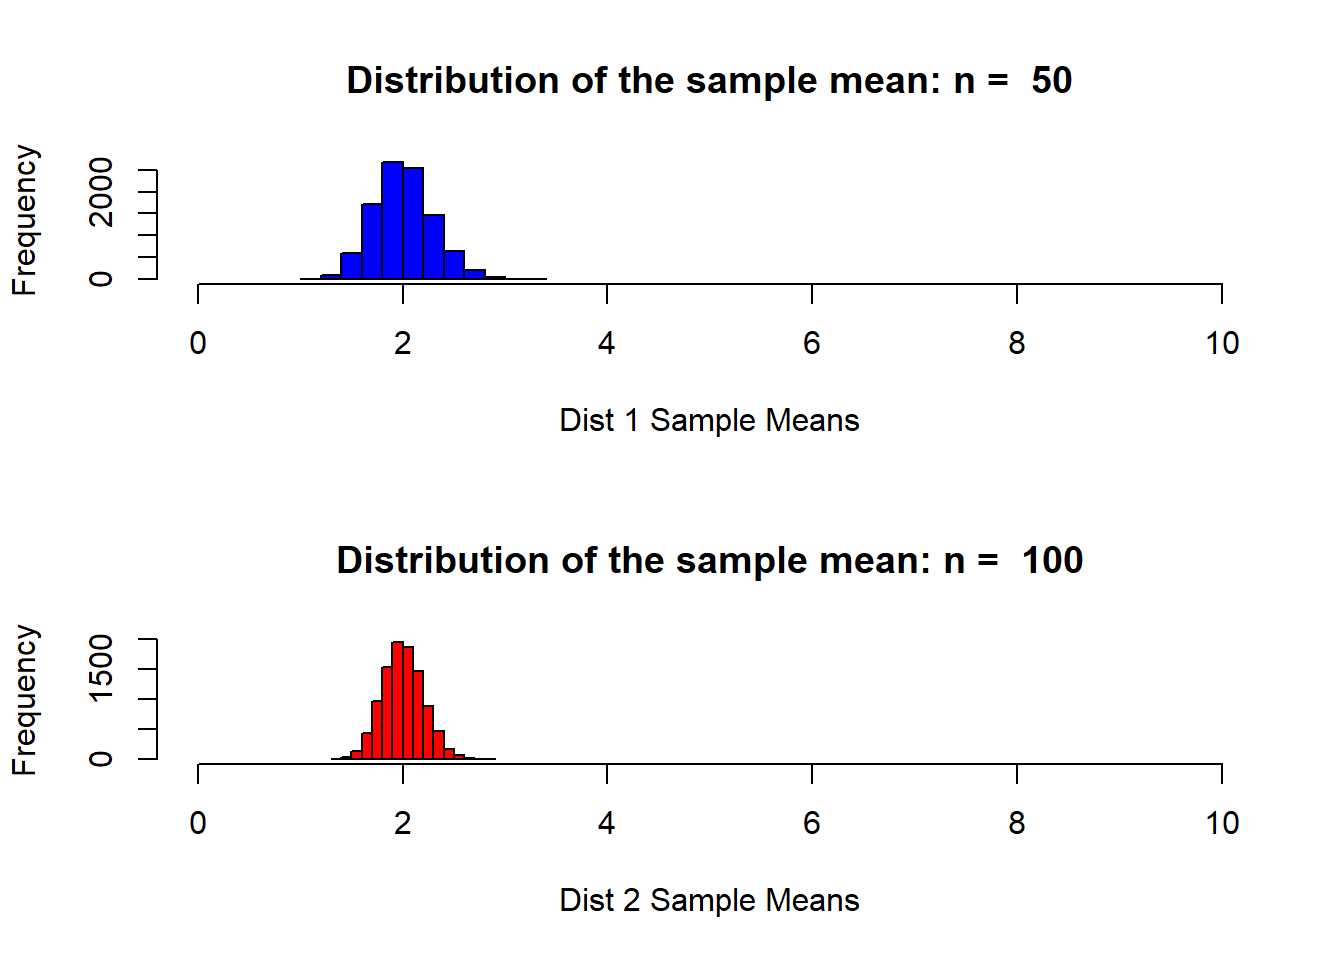 Distribution of the sample mean: n =  50
Frequency
2000
0
0 2 4 6 8 10
Dist 1 Sample Means
Distribution of the sample mean: n =  100
Frequency
1500
0
0 2 4 6 8 10
Dist 2 Sample Means